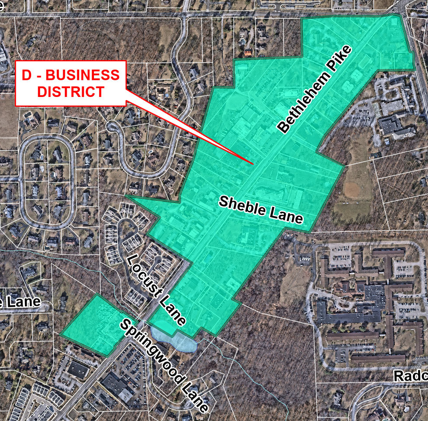 Bethlehem Pike
D - BUSINESS
DISTRICT
Sheble Lane
Locust Lane
e Lane
Springwood Lane
Radc